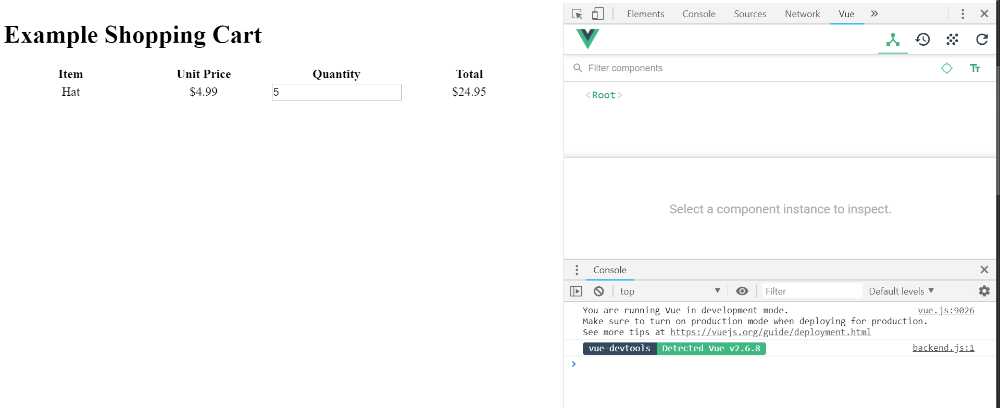 Example Shopping Cart
Item Unit Price Quantity Total
Hat $4.99 5 $24.95
Elements Console Sources Network Vue »
Filter components Tт
<Root>
Select a component instance to inspect.
Console
top Filter Default levels
You are running Vue in development mode. vue.js:9026
Make sure to turn on production mode when deploying for production.
See more tips at https://vuejs.org/guide/deployment.html
vue-devtools Detected Vue v2.6.8 backend.js:1
>